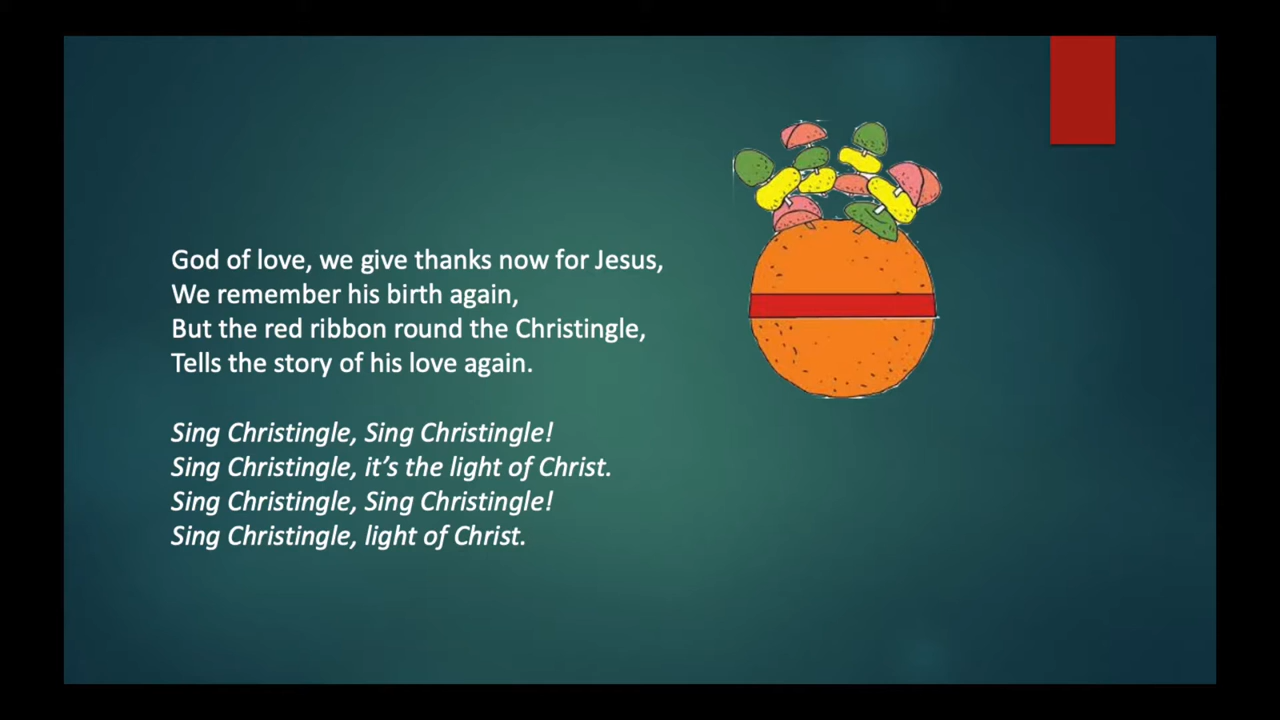 God of love, we give thanks now for Jesus,
We remember his birth again,
But the red ribbon round the Christingle,
Tells the story of his love again.
Sing Christingle, Sing Christingle!
Sing Christingle, it's the light of Christ.
Sing Christingle, Sing Christingle!
Sing Christingle, light of Christ.